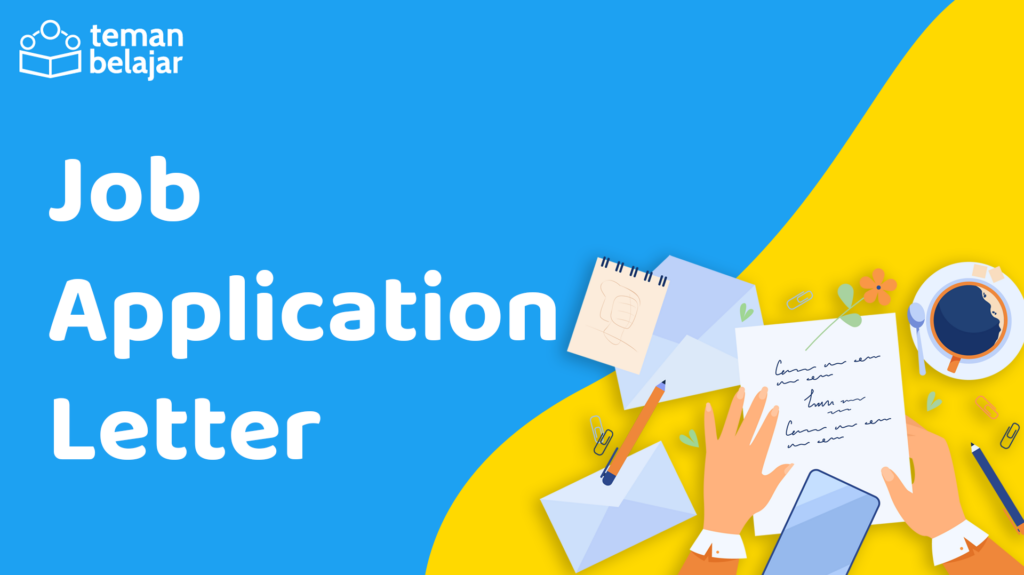 teman
belajar
Job
Application
Letter